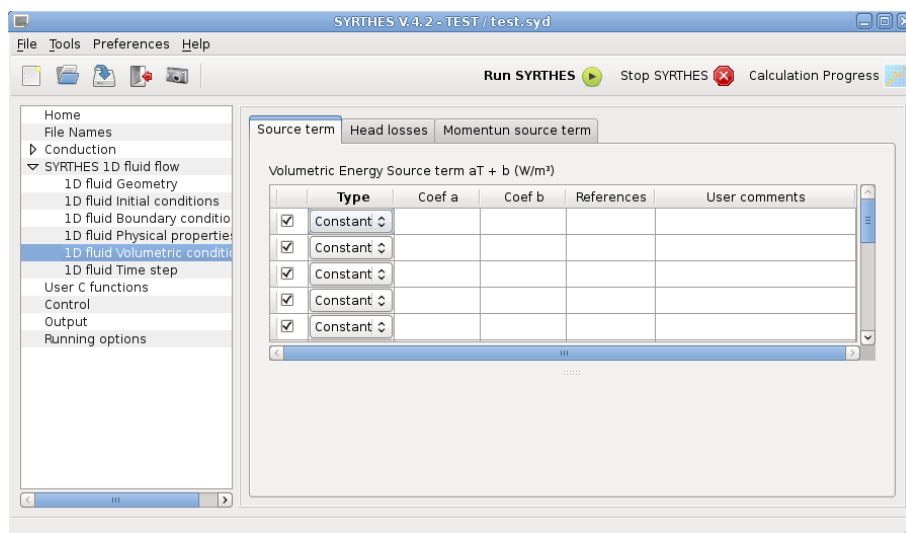 SYRTHES V.4.2 - TEST / test.syd
File Tools Preferences Help
Run SYRTHES Stop SYRTHES Calculation Progress
Home
File Names
Conduction
SYRTHES 1D fluid flow
1D fluid Geometry
1D fluid Initial conditions
1D fluid Boundary conditio
1D fluid Physical properties
1D fluid Volumetric conditic
1D fluid Time step
User C functions
Control
Output
Running options
Source term Head losses Momentun source term
Volumetric Energy Source term aT + b (W/m³)
Type Coef a Coef b References User comments
Constant
Constant
Constant
Constant
Constant